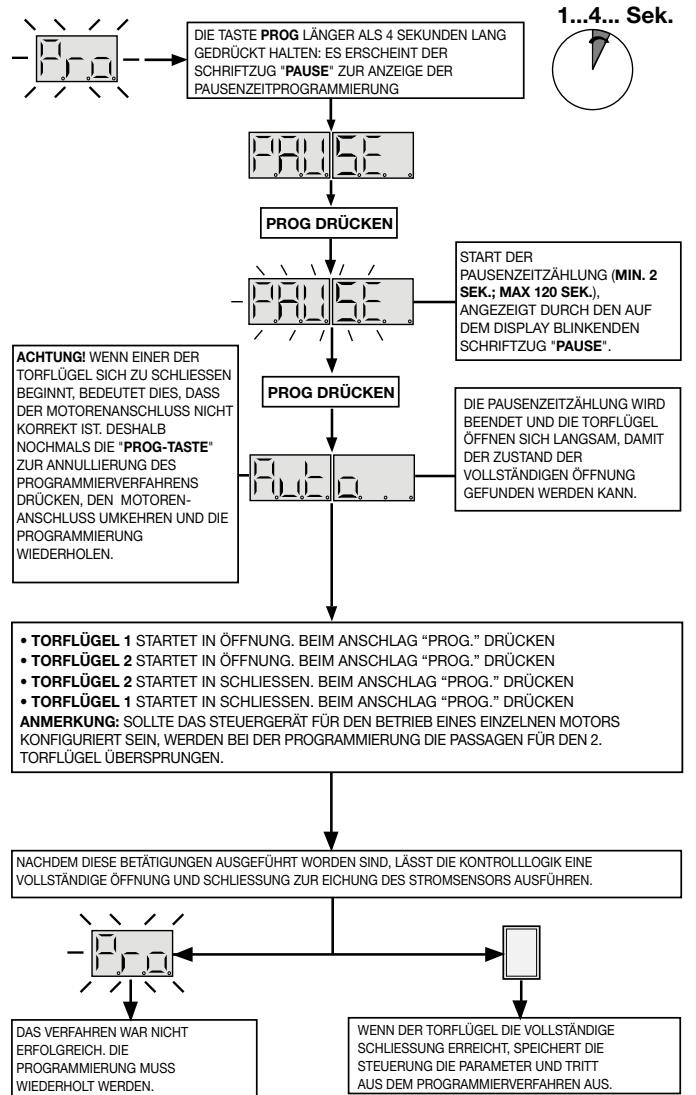 1...4... Sek.
Pro
DIE TASTE PROG LÄNGER ALS 4 SEKUNDEN LANG
GEDRÜCKT HALTEN: ES ERSCHEINT DER
SCHRIFTZUG "PAUSE" ZUR ANZEIGE DER
PAUSENZEITPROGRAMMIERUNG
PAUSE
PROG DRÜCKEN
PAUSE
START DER
PAUSENZEITZÄHLUNG (MIN. 2
SEK.; MAX 120 SEK.),
ANGEZEIGT DURCH DEN AUF
DEM DISPLAY BLINKENDEN
SCHRIFTZUG "PAUSE".
ACHTUNG! WENN EINER DER
TORFLÜGEL SICH ZU SCHLIESSEN
BEGINNT, BEDEUTET DIES, DASS
DER MOTORENANSCHLUSS NICHT
KORREKT IST. DESHALB
NOCHMALS DIE "PROG-TASTE"
ZUR ANNULLIERUNG DES
PROGRAMMIERVERFAHRENS
DRÜCKEN, DEN MOTOREN-
ANSCHLUSS UMKEHREN UND DIE
PROGRAMMIERUNG
WIEDERHOLEN.
PROG DRÜCKEN
Auto
DIE PAUSENZEITZÄHLUNG WIRD
BEENDET UND DIE TORFLÜGEL
ÖFFNEN SICH LANGSAM, DAMIT
DER ZUSTAND DER
VOLLSTÄNDIGEN ÖFFNUNG
GEFUNDEN WERDEN KANN.
• TORFLÜGEL 1 STARTET IN ÖFFNUNG. BEIM ANSCHLAG “PROG.” DRÜCKEN
• TORFLÜGEL 2 STARTET IN ÖFFNUNG. BEIM ANSCHLAG “PROG.” DRÜCKEN
• TORFLÜGEL 2 STARTET IN SCHLIESSEN. BEIM ANSCHLAG “PROG.” DRÜCKEN
• TORFLÜGEL 1 STARTET IN SCHLIESSEN. BEIM ANSCHLAG “PROG.” DRÜCKEN
ANMERKUNG: SOLLTE DAS STEUERGERÄT FÜR DEN BETRIEB EINES EINZELNEN MOTORS
KONFIGURIERT SEIN, WERDEN BEI DER PROGRAMMIERUNG DIE PASSAGEN FÜR DEN 2.
TORFLÜGEL ÜBERSPRUNGEN.
NACHDEM DIESE BETÄTIGUNGEN AUSGEFÜHRT WORDEN SIND, LÄSST DIE KONTROLLLOGIK EINE
VOLLSTÄNDIGE ÖFFNUNG UND SCHLIESSUNG ZUR EICHUNG DES STROMSENSORS AUSFÜHREN.
Pro
DAS VERFAHREN WAR NICHT
ERFOLGREICH. DIE
PROGRAMMIERUNG MUSS
WIEDERHOLT WERDEN.
WENN DER TORFLÜGEL DIE VOLLSTÄNDIGE
SCHLIESSUNG ERREICHT, SPEICHERT DIE
STEUERUNG DIE PARAMETER UND TRITT
AUS DEM PROGRAMMIERVERFAHREN AUS.